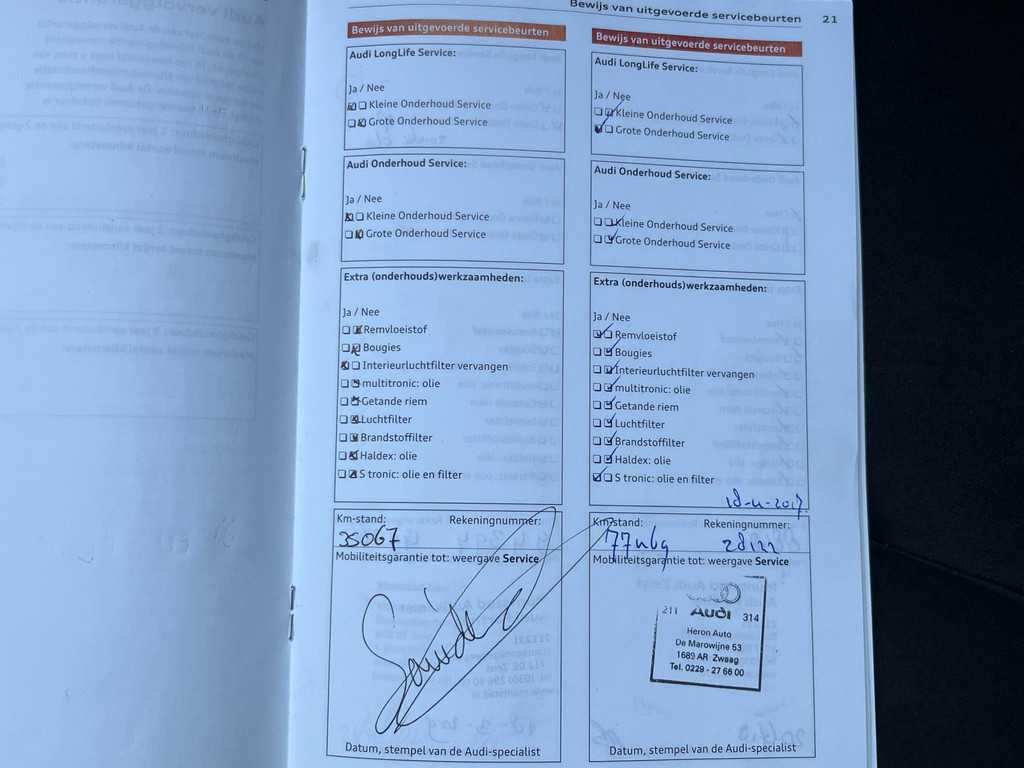 Bewijs van uitgevoerde servicebeurten 21
Bewijs van uitgevoerde servicebeurten
Audi LongLife Service:
Ja / Nee
Kleine Onderhoud Service
Grote Onderhoud Service
Audi Onderhoud Service:
Ja / Nee
Kleine Onderhoud Service
Grote Onderhoud Service
Extra (onderhouds)werkzaamheden:
Ja / Nee
Remvloeistof
Bougies
Interieurluchtfilter vervangen
multitronic: olie
Getande riem
Luchtfilter
Brandstoffilter
Haldex: olie
S tronic: olie en filter
Km-stand: Rekeningnummer:
35067
Mobiliteitsgarantie tot: weergave Service
Datum, stempel van de Audi-specialist
Bewijs van uitgevoerde servicebeurten
Audi LongLife Service:
Ja / Nee
Kleine Onderhoud Service
Grote Onderhoud Service
Audi Onderhoud Service:
Ja / Nee
Kleine Onderhoud Service
Grote Onderhoud Service
Extra (onderhouds)werkzaamheden:
Ja / Nee
Remvloeistof
Bougies
Interieurluchtfilter vervangen
multitronic: olie
Getande riem
Luchtfilter
Brandstoffilter
Haldex: olie
S tronic: olie en filter
Km-stand: Rekeningnummer:
Mobiliteitsgarantie tot: weergave Service
211 Audi 314
Heron Auto
De Marowijne 53
1689 AR Zwaag
Tel. 0229 - 27 66 00
Datum, stempel van de Audi-specialist